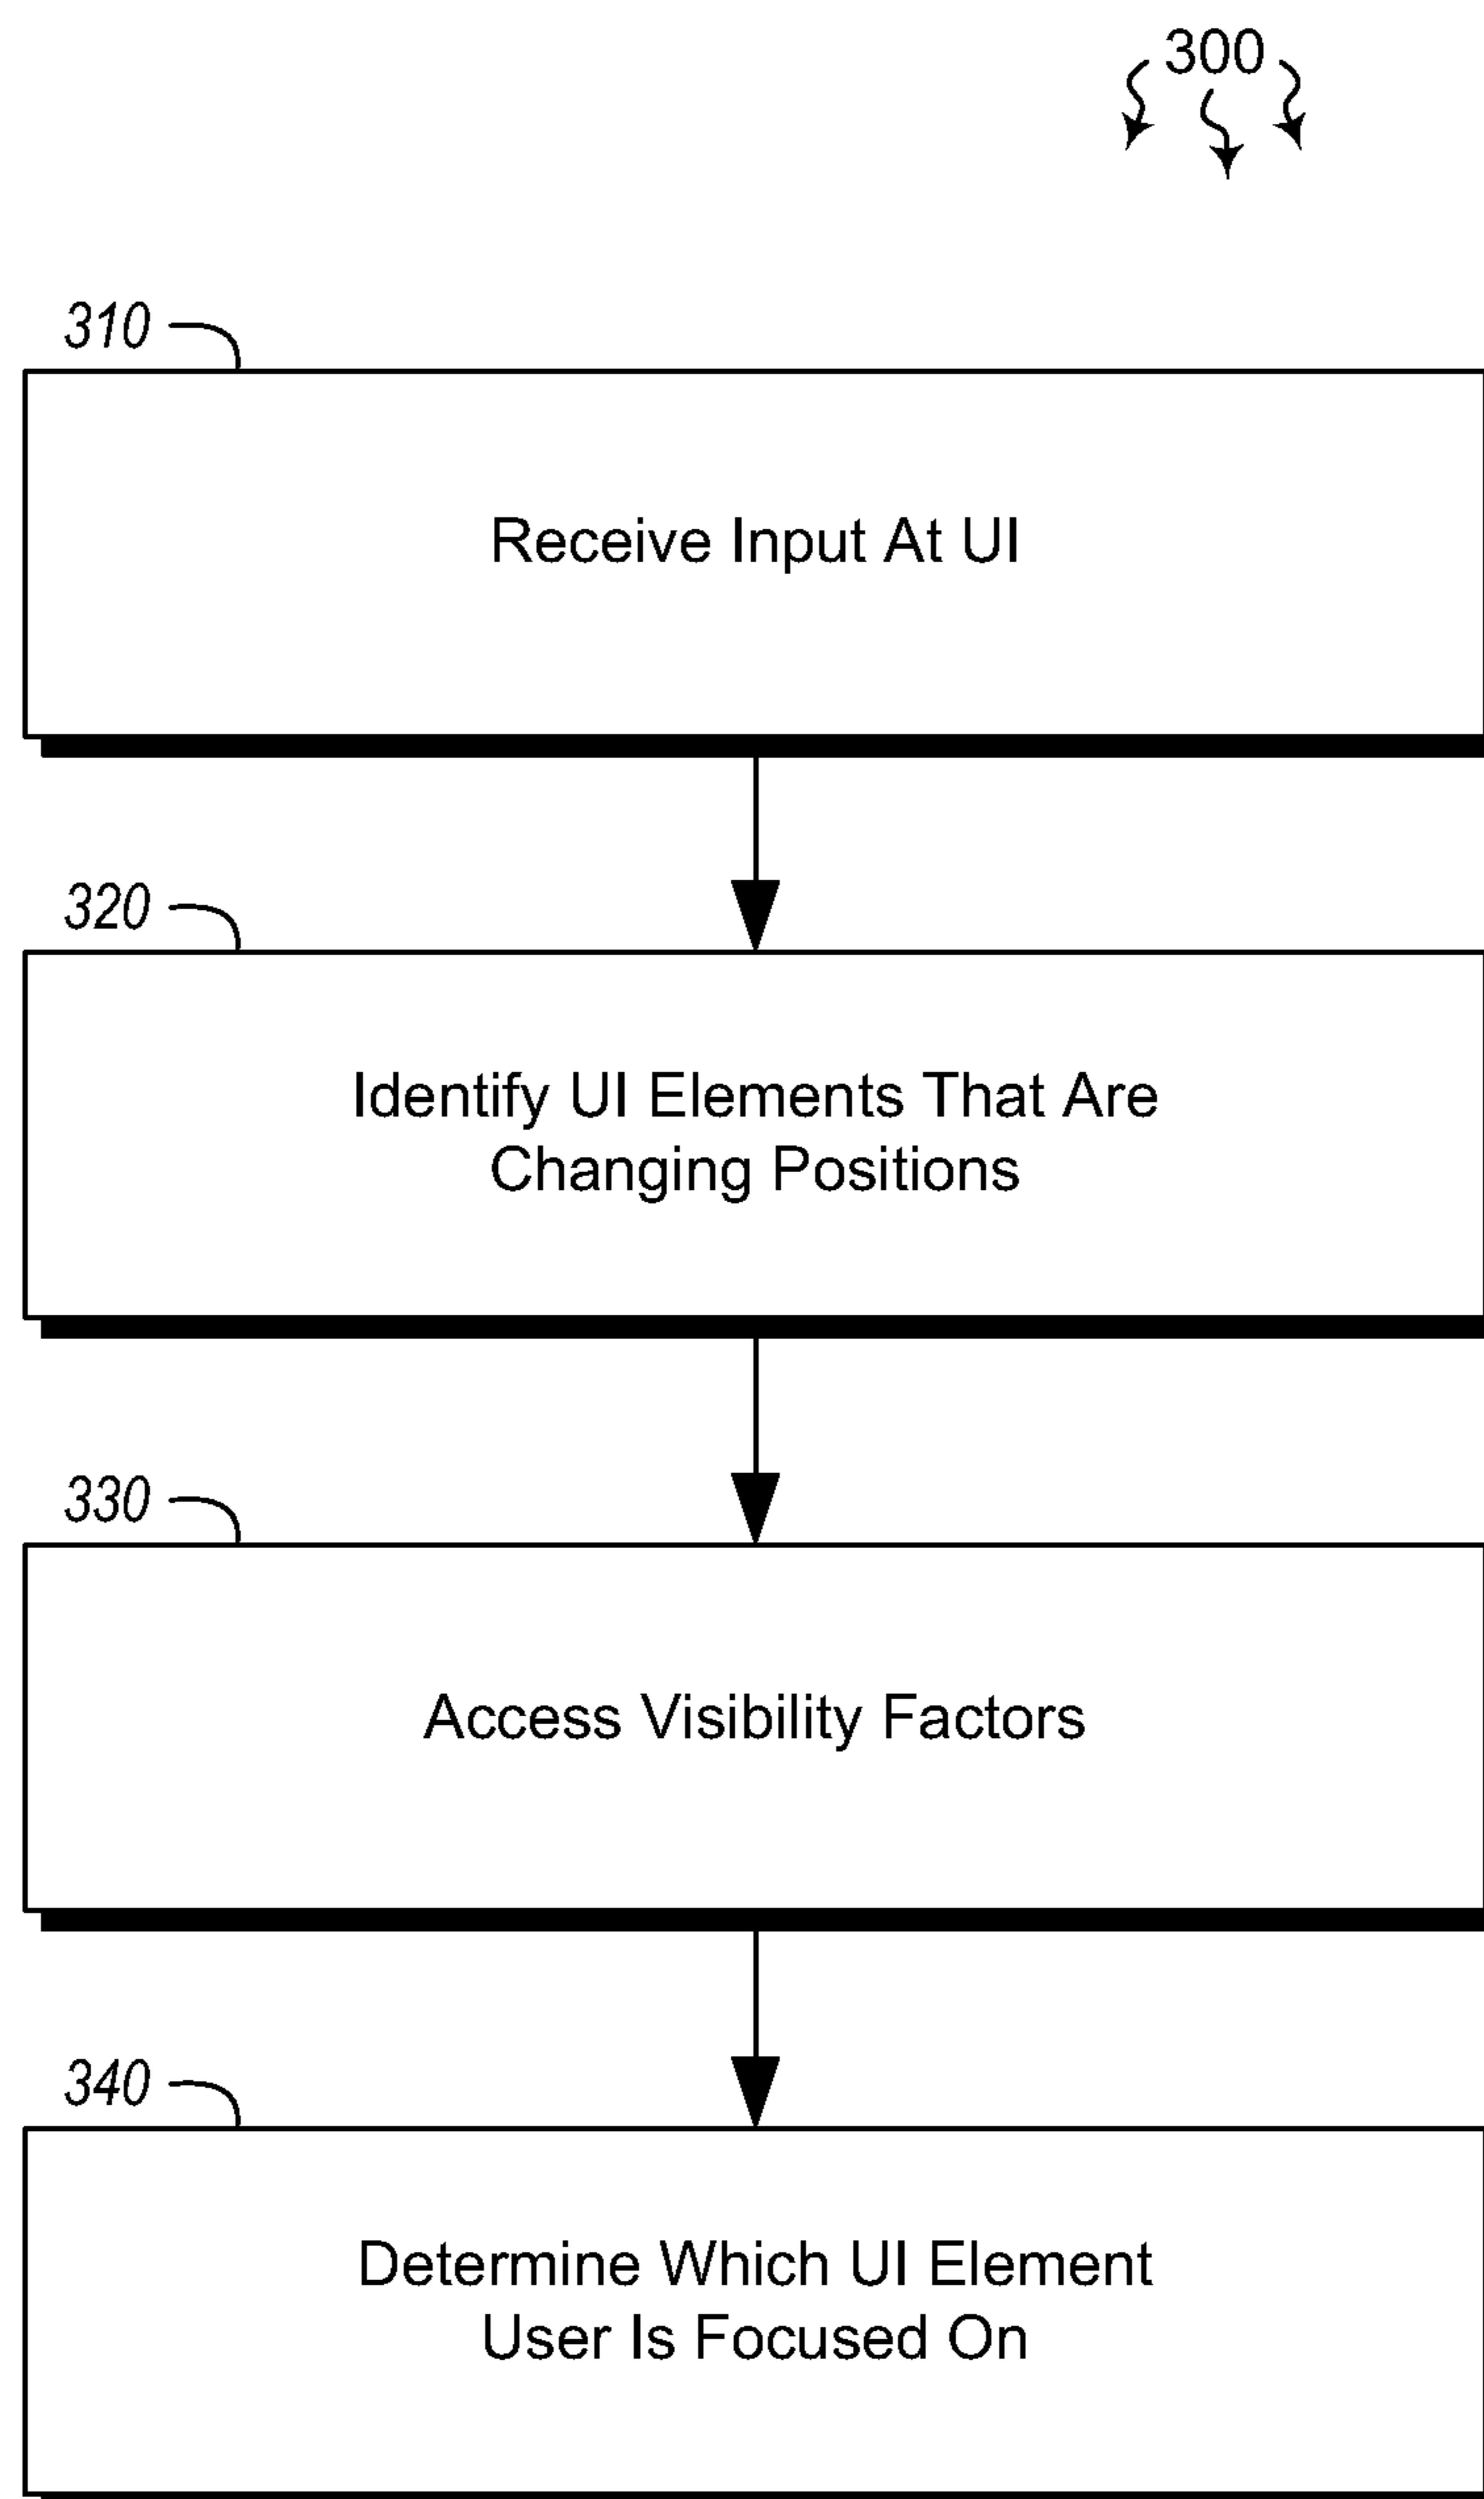 300
310
Receive Input At UI
320
Identify UI Elements That Are
Changing Positions
330
Access Visibility Factors
340
Determine Which UI Element
User Is Focused On